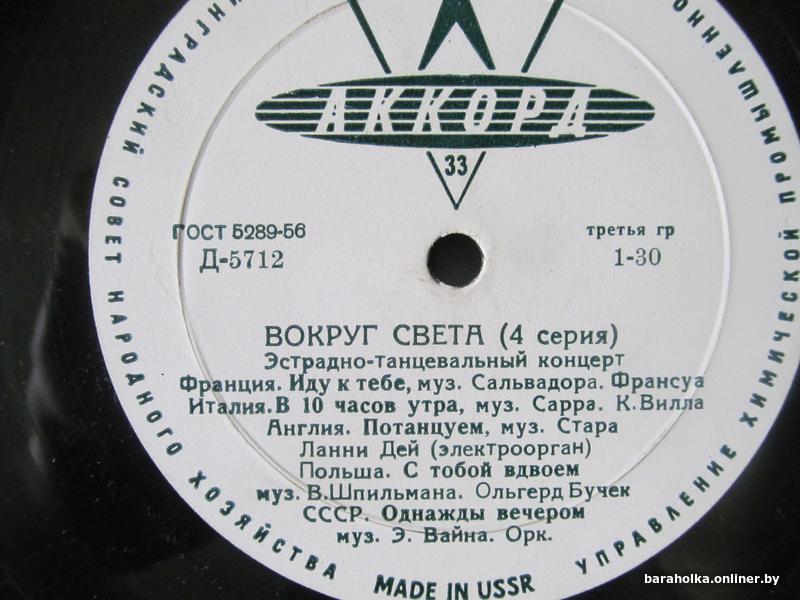 АККОРД
33
ГОСТ 5289-56
Д-5712
третья гр
1-30
ВОКРУГ СВЕТА (4 серия)
Эстрадно-танцевальный концерт
Франция. Иду к тебе, муз. Сальвадора. Франсуа
Италия. В 10 часов утра, муз. Сарра. К. Вилла
Англия. Потанцуем, муз. Стара
Ланни Дей (электроорган)
Польша. С тобой вдвоем
муз. В. Шпильмана. Ольгерд Бучек
СССР. Однажды вечером
муз. Э. Вайна. Орк.
СОВЕТ НАРОДНОГО ХОЗЯЙСТВА
УПРАВЛЕНИЕ ХИМИЧЕСКОЙ
MADE IN USSR
baraholka.onliner.by